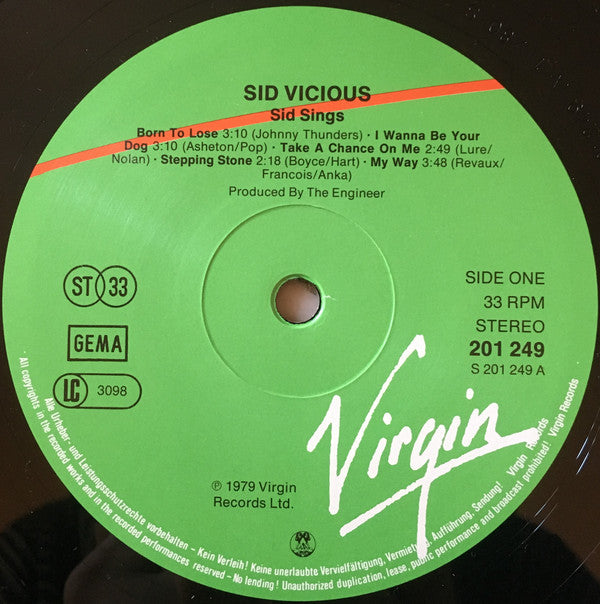 SID VICIOUS
Sid Sings
Born To Lose 3:10 (Johnny Thunders) · I Wanna Be Your
Dog 3:10 (Asheton/Pop) · Take A Chance On Me 2:49 (Lure/
Nolan) · Stepping Stone 2:18 (Boyce/Hart) · My Way 3:48 (Revaux/
Francois/Anka)
Produced By The Engineer
ST 33
GEMA
LC 3098
SIDE ONE
33 RPM
STEREO
201 249
S 201 249 A
Virgin
℗ 1979 Virgin
Records Ltd.
Alle Urheber- und Leistungsschutzrechte vorbehalten – Kein Verleih! Keine unerlaubte Vervielfältigung, Vermietung, Aufführung, Sendung! Virgin Records
All copyrights in the recorded works and in the recorded performances reserved – No lending! Unauthorized duplication, lease, public performance and broadcast prohibited! Virgin Records